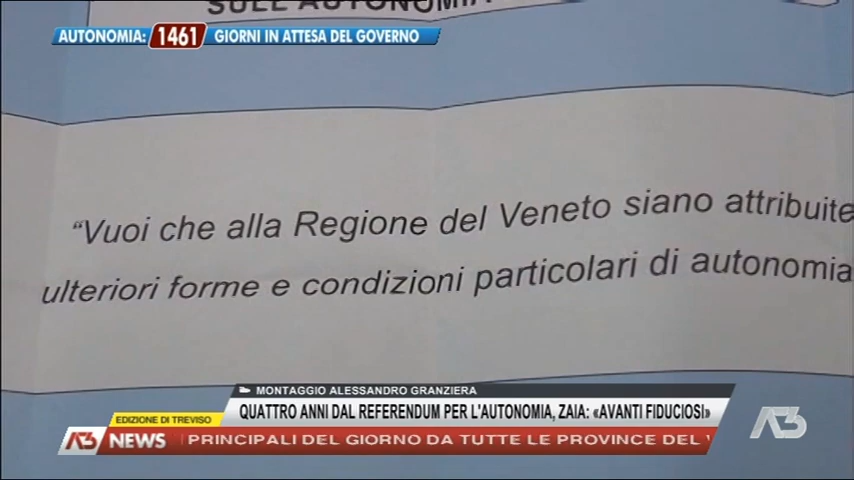 SULL'AUTONOMIA
AUTONOMIA: 1461 GIORNI IN ATTESA DEL GOVERNO
“Vuoi che alla Regione del Veneto siano attribuite
ulteriori forme e condizioni particolari di autonomia
MONTAGGIO ALESSANDRO GRANZIERA
QUATTRO ANNI DAL REFERENDUM PER L'AUTONOMIA, ZAIA: «AVANTI FIDUCIOSI»
EDIZIONE DI TREVISO
A3 NEWS PRINCIPALI DEL GIORNO DA TUTTE LE PROVINCE DEL
A3